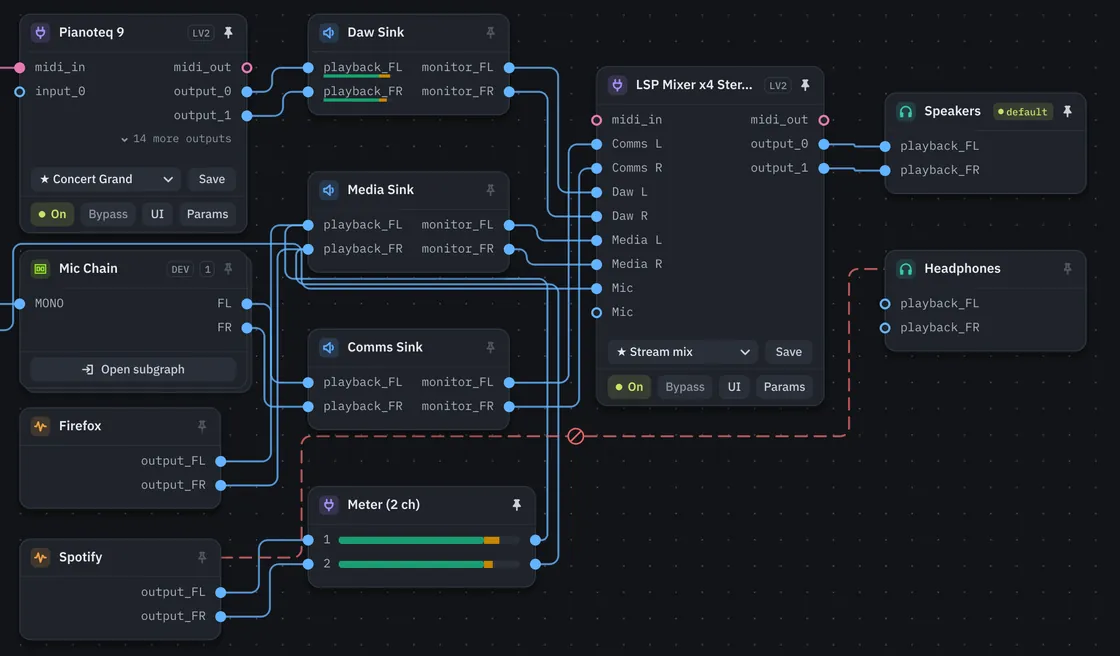 Pianoteq 9 LV2
midi_in midi_out
input_0 output_0
output_1
14 more outputs
★ Concert Grand Save
On Bypass UI Params
Mic Chain DEV 1
MONO FL
FR
Open subgraph
Firefox
output_FL
output_FR
Spotify
output_FL
output_FR
Daw Sink
playback_FL monitor_FL
playback_FR monitor_FR
Media Sink
playback_FL monitor_FL
playback_FR monitor_FR
Comms Sink
playback_FL monitor_FL
playback_FR monitor_FR
Meter (2 ch)
1
2
LSP Mixer x4 Ster... LV2
midi_in midi_out
Comms L output_0
Comms R output_1
Daw L
Daw R
Media L
Media R
Mic
Mic
★ Stream mix Save
On Bypass UI Params
Speakers default
playback_FL
playback_FR
Headphones
playback_FL
playback_FR